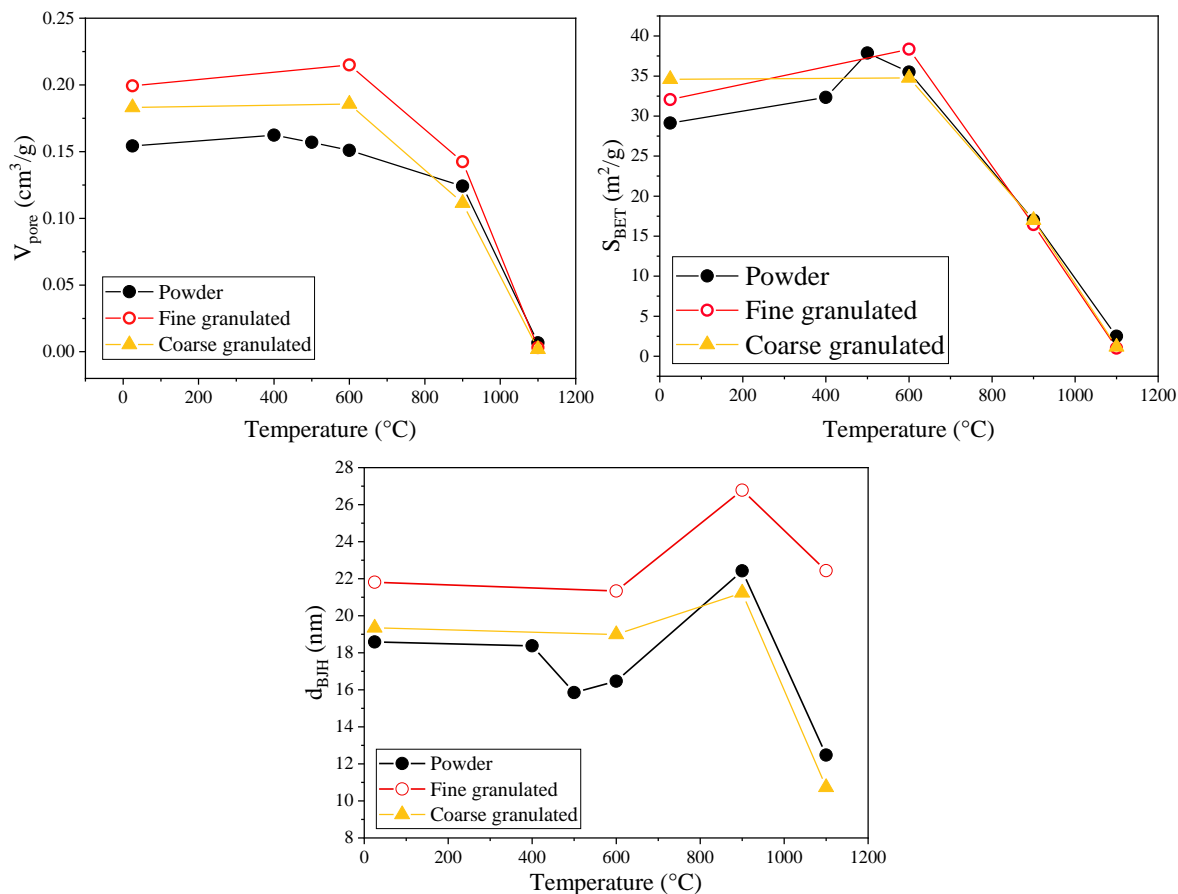 0.25
0.20
0.15
0.10
0.05
0.00
V_pore (cm³/g)
Powder
Fine granulated
Coarse granulated
0 200 400 600 800 1000 1200
Temperature (°C)
40
35
30
25
20
15
10
5
0
S_BET (m²/g)
Powder
Fine granulated
Coarse granulated
0 200 400 600 800 1000 1200
Temperature (°C)
28
26
24
22
20
18
16
14
12
10
8
d_BJH (nm)
Powder
Fine granulated
Coarse granulated
0 200 400 600 800 1000 1200
Temperature (°C)